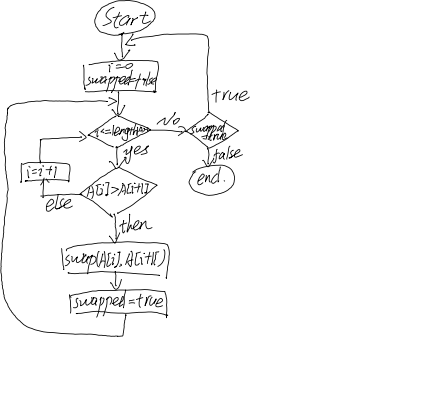 Start
i=0
swapped=false
true
No
swapped
=true
yes
false
i=i+1
A[i]>A[i+1]
end.
else
then
swap(A[i],A[i+1])
swapped=true